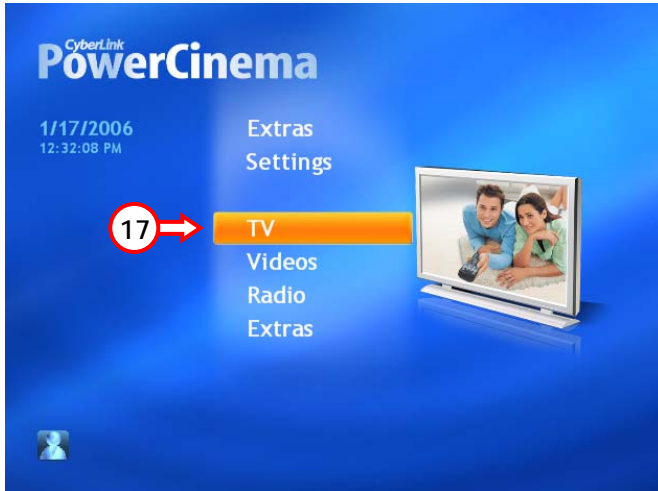 CyberLink
PowerCinema
1/17/2006
12:32:08 PM
Extras
Settings
17
TV
Videos
Radio
Extras